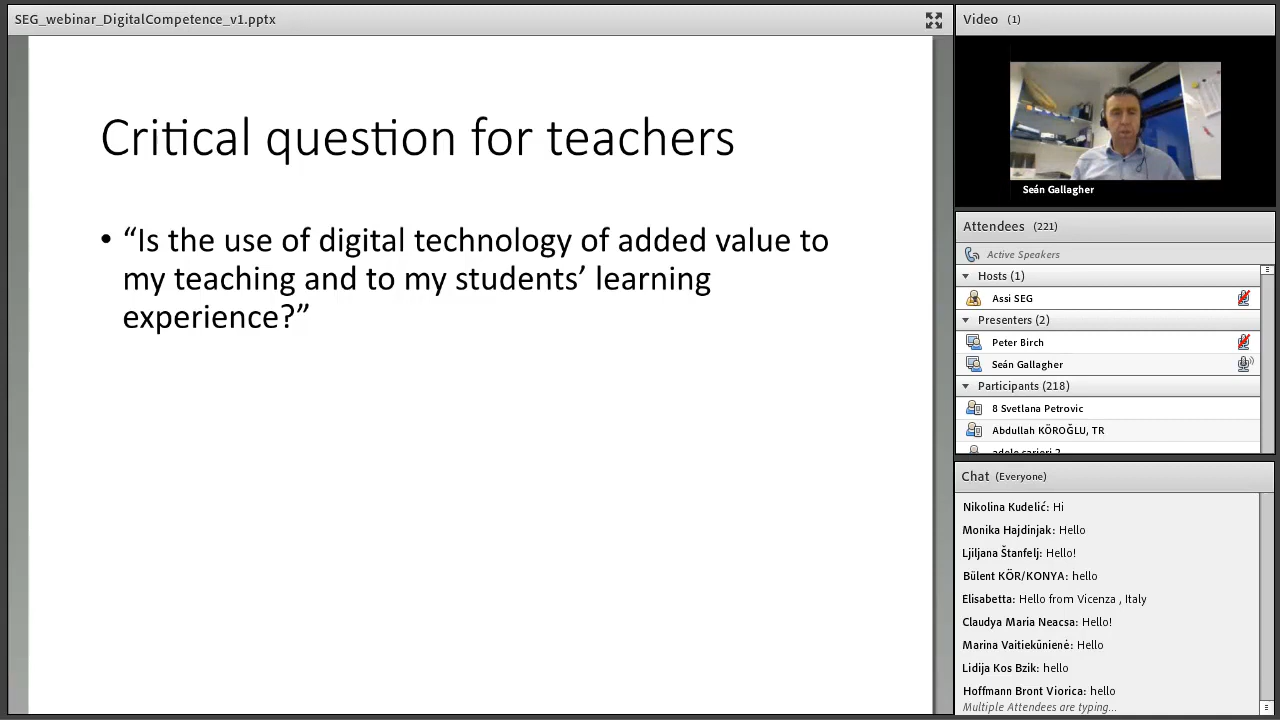 SEG_webinar_DigitalCompetence_v1.pptx
Critical question for teachers
• “Is the use of digital technology of added value to
my teaching and to my students’ learning
experience?”
Video (1)
Seán Gallagher
Attendees (221)
Active Speakers
Hosts (1)
Assi SEG
Presenters (2)
Peter Birch
Seán Gallagher
Participants (218)
8 Svetlana Petrovic
Abdullah KÖROĞLU, TR
Chat (Everyone)
Nikolina Kudelić: Hi
Monika Hajdinjak: Hello
Ljiljana Štanfelj: Hello!
Bülent KÖR/KONYA: hello
Elisabetta: Hello from Vicenza , Italy
Claudya Maria Neacsa: Hello!
Marina Vaitiekūnienė: Hello
Lidija Kos Bzik: hello
Hoffmann Bront Viorica: hello
Multiple Attendees are typing...